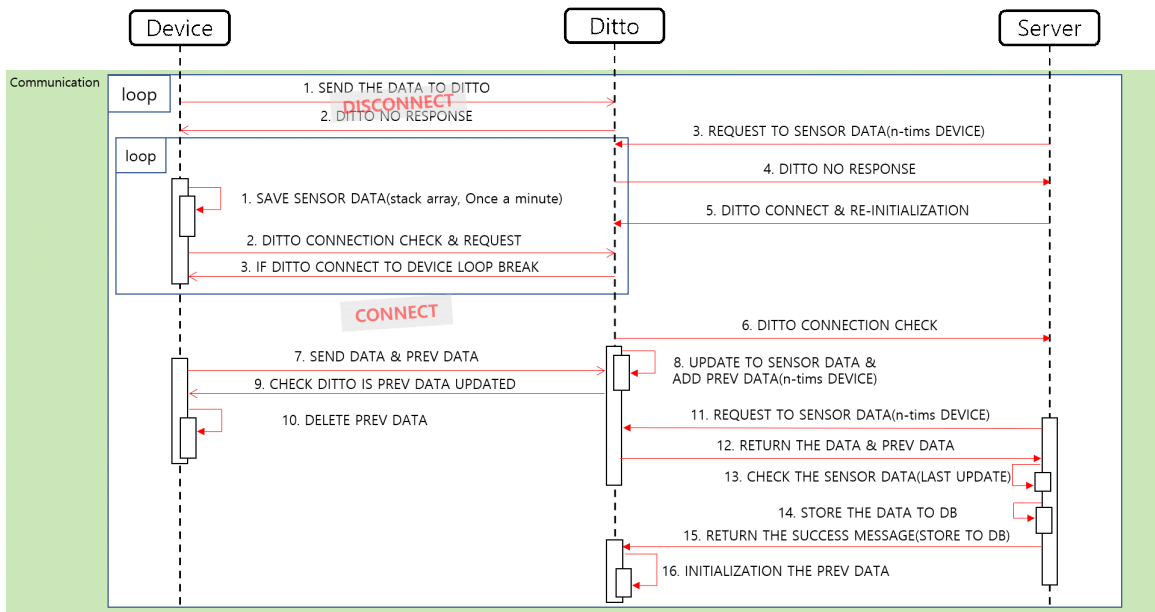 Device
Ditto
Server
Communication
loop
1. SEND THE DATA TO DITTO
DISCONNECT
2. DITTO NO RESPONSE
3. REQUEST TO SENSOR DATA(n-tims DEVICE)
loop
4. DITTO NO RESPONSE
1. SAVE SENSOR DATA(stack array, Once a minute)
5. DITTO CONNECT & RE-INITIALIZATION
2. DITTO CONNECTION CHECK & REQUEST
3. IF DITTO CONNECT TO DEVICE LOOP BREAK
CONNECT
6. DITTO CONNECTION CHECK
7. SEND DATA & PREV DATA
8. UPDATE TO SENSOR DATA &
ADD PREV DATA(n-tims DEVICE)
9. CHECK DITTO IS PREV DATA UPDATED
10. DELETE PREV DATA
11. REQUEST TO SENSOR DATA(n-tims DEVICE)
12. RETURN THE DATA & PREV DATA
13. CHECK THE SENSOR DATA(LAST UPDATE)
14. STORE THE DATA TO DB
15. RETURN THE SUCCESS MESSAGE(STORE TO DB)
16. INITIALIZATION THE PREV DATA